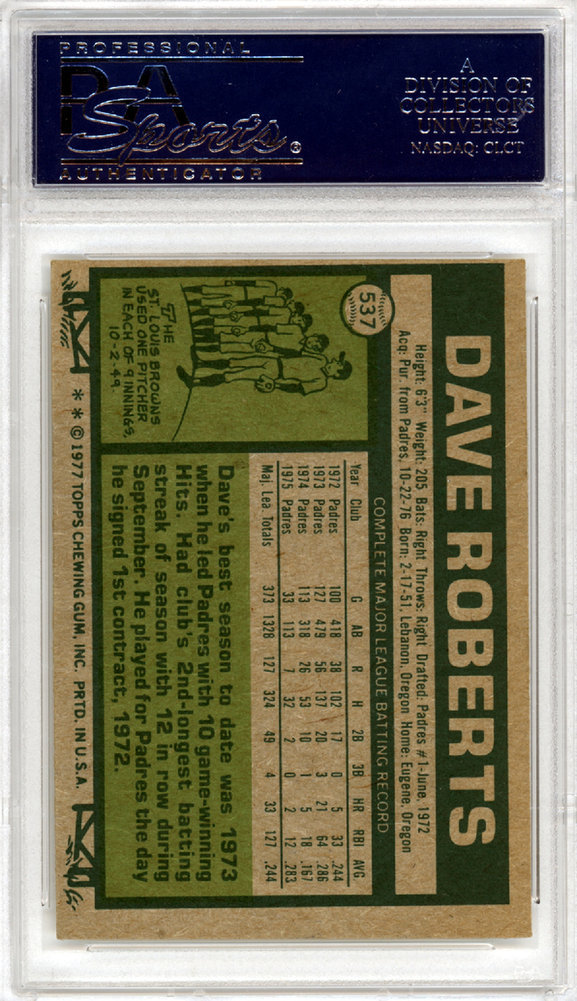 PROFESSIONAL
PSA
Sports®
AUTHENTICATOR
A
DIVISION OF
COLLECTORS
UNIVERSE
NASDAQ: CLCT
537
DAVE ROBERTS
Height: 6'3" Weight: 205 Bats: Right Throws: Right Drafted: Padres #1-June, 1972
Acq: Pur. from Padres, 10-22-76 Born: 2-17-51, Lebanon, Oregon Home: Eugene, Oregon
COMPLETE MAJOR LEAGUE BATTING RECORD
Year Club G AB R H 2B 3B HR RBI AVG.
1972 Padres 100 418 38 102 17 0 5 33 .244
1973 Padres 127 479 56 137 20 3 21 64 .286
1974 Padres 113 318 26 53 10 1 5 18 .167
1975 Padres 33 113 7 32 2 0 2 12 .283
Maj. Lea. Totals 373 1328 127 324 49 4 33 127 .244
THE
ST. LOUIS BROWNS
USED ONE PITCHER
IN EACH OF 9 INNINGS,
10-2-49.
Dave's best season to date was 1973
when he led Padres with 10 game-winning
Hits. Had club's 2nd-longest batting
streak of season with 12 in row during
September. He played for Padres the day
he signed 1st contract, 1972.
* * © 1977 TOPPS CHEWING GUM, INC. PRTD. IN U.S.A.